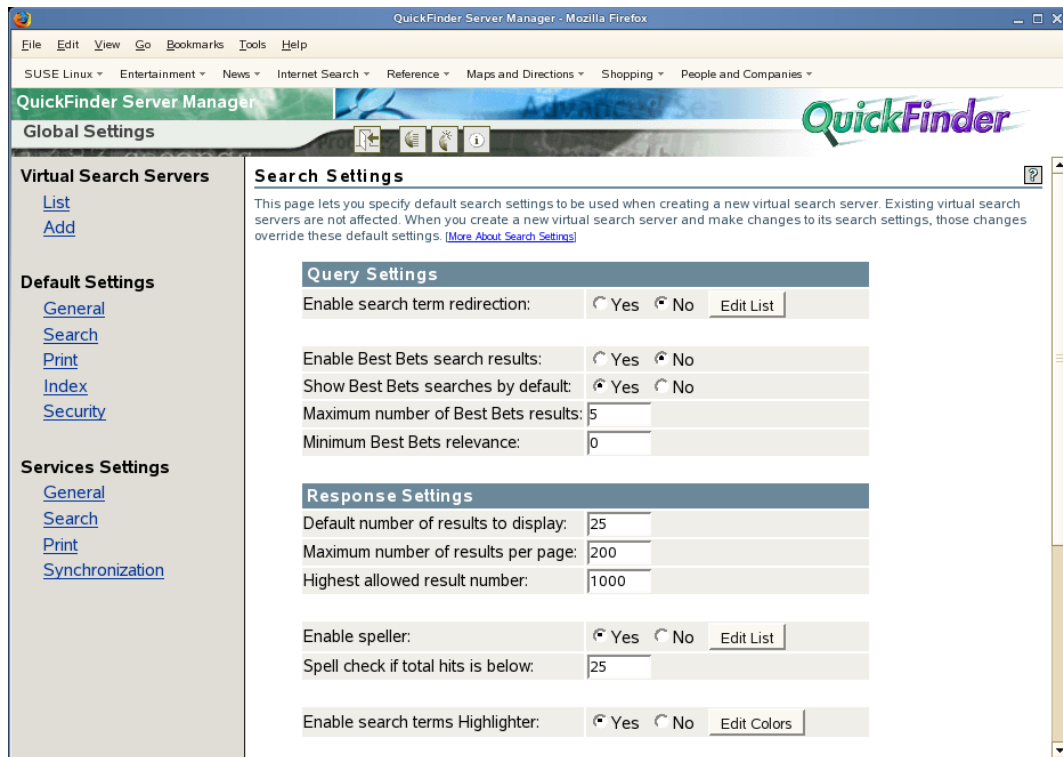 QuickFinder Server Manager - Mozilla Firefox
File Edit View Go Bookmarks Tools Help
SUSE Linux Entertainment News Internet Search Reference Maps and Directions Shopping People and Companies
QuickFinder Server Manager
Advanced Sea
QuickFinder
Global Settings
Virtual Search Servers
List
Add
Default Settings
General
Search
Print
Index
Security
Services Settings
General
Search
Print
Synchronization
Search Settings
This page lets you specify default search settings to be used when creating a new virtual search server. Existing virtual search
servers are not affected. When you create a new virtual search server and make changes to its search settings, those changes
override these default settings. [More About Search Settings]
Query Settings
Enable search term redirection: Yes No Edit List
Enable Best Bets search results: Yes No
Show Best Bets searches by default: Yes No
Maximum number of Best Bets results: 5
Minimum Best Bets relevance: 0
Response Settings
Default number of results to display: 25
Maximum number of results per page: 200
Highest allowed result number: 1000
Enable speller: Yes No Edit List
Spell check if total hits is below: 25
Enable search terms Highlighter: Yes No Edit Colors